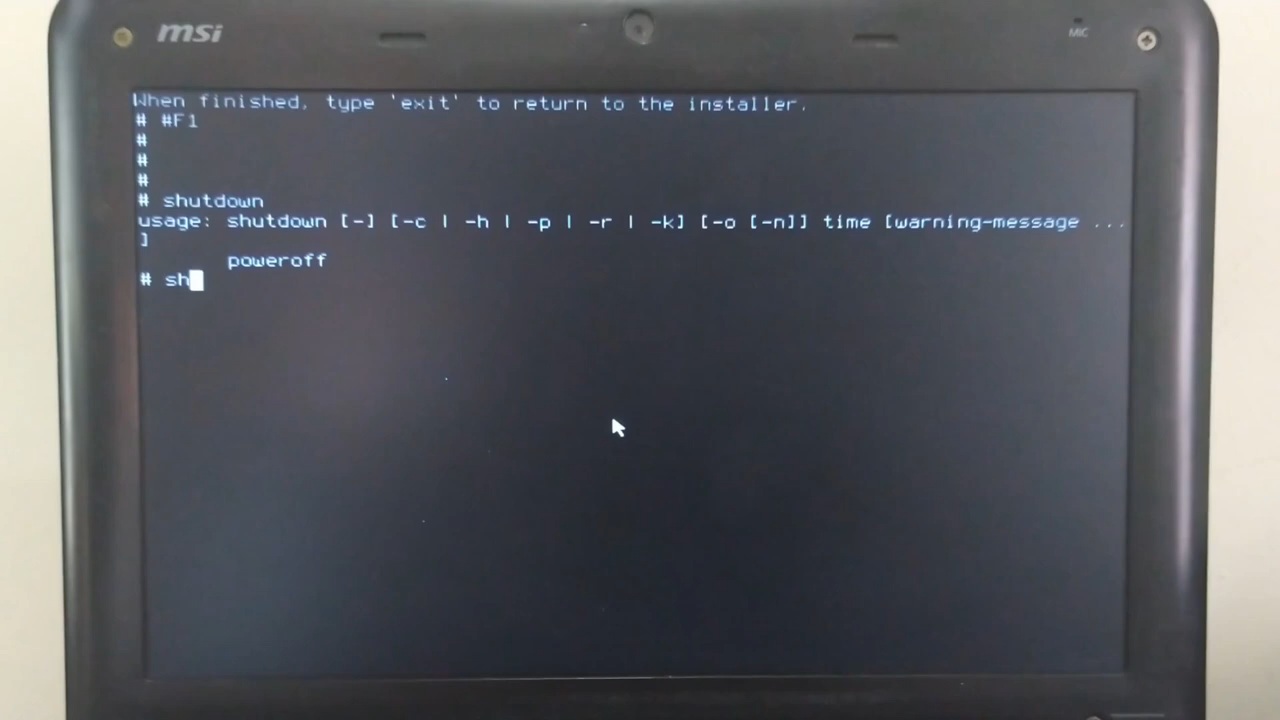 msi
MIC
When finished, type 'exit' to return to the installer.
# #F1
#
#
#
# shutdown
usage: shutdown [-] [-c | -h | -p | -r | -k] [-o [-n]] time [warning-message ...
]
poweroff
# sh